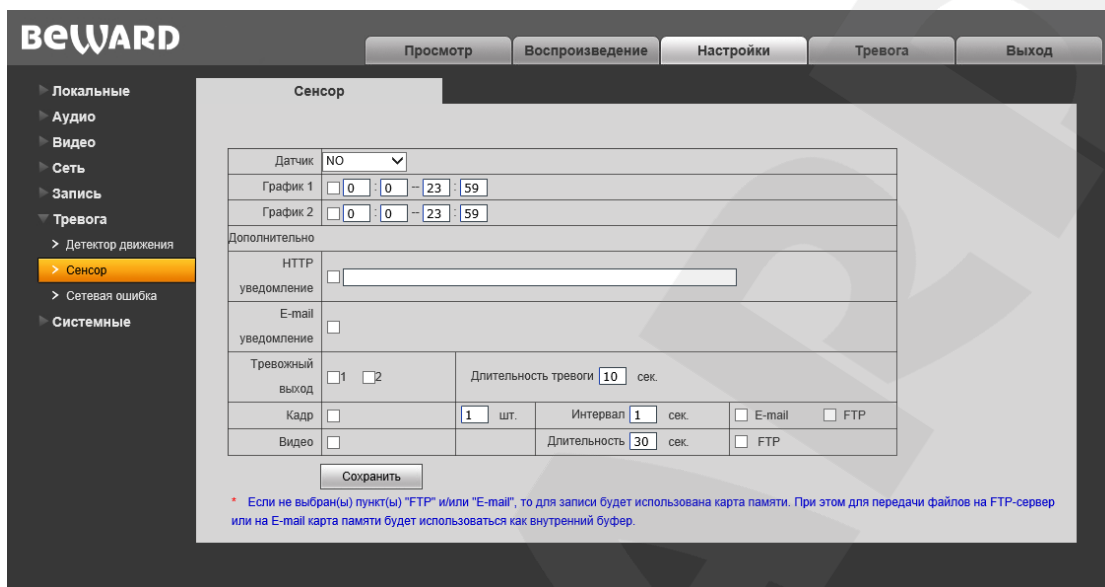 BEWARD
Просмотр Воспроизведение Настройки Тревога Выход
Локальные
Аудио
Видео
Сеть
Запись
Тревога
Детектор движения
Сенсор
Сетевая ошибка
Системные
Сенсор
Датчик NO
График 1 0 : 0 -- 23 : 59
График 2 0 : 0 -- 23 : 59
Дополнительно
HTTP
уведомление
E-mail
уведомление
Тревожный
выход
1 2 Длительность тревоги 10 сек.
Кадр 1 шт. Интервал 1 сек. E-mail FTP
Видео Длительность 30 сек. FTP
Сохранить
* Если не выбран(ы) пункт(ы) "FTP" и/или "E-mail", то для записи будет использована карта памяти. При этом для передачи файлов на FTP-сервер
или на E-mail карта памяти будет использоваться как внутренний буфер.